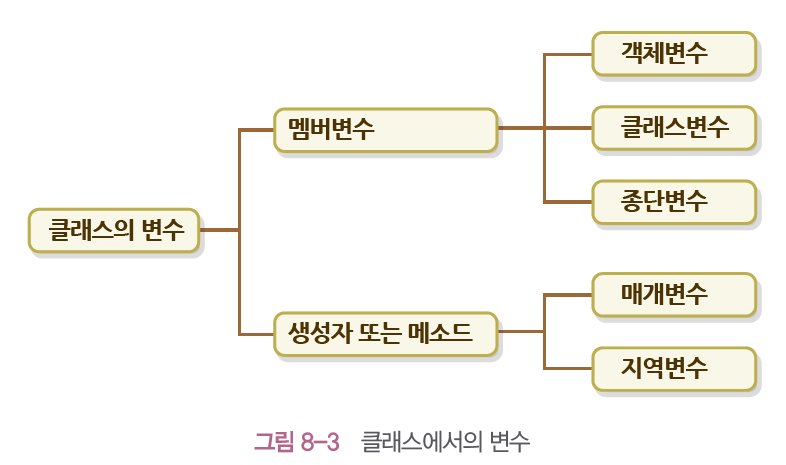 클래스의 변수
멤버변수
객체변수
클래스변수
종단변수
생성자 또는 메소드
매개변수
지역변수
그림 8-3 클래스에서의 변수